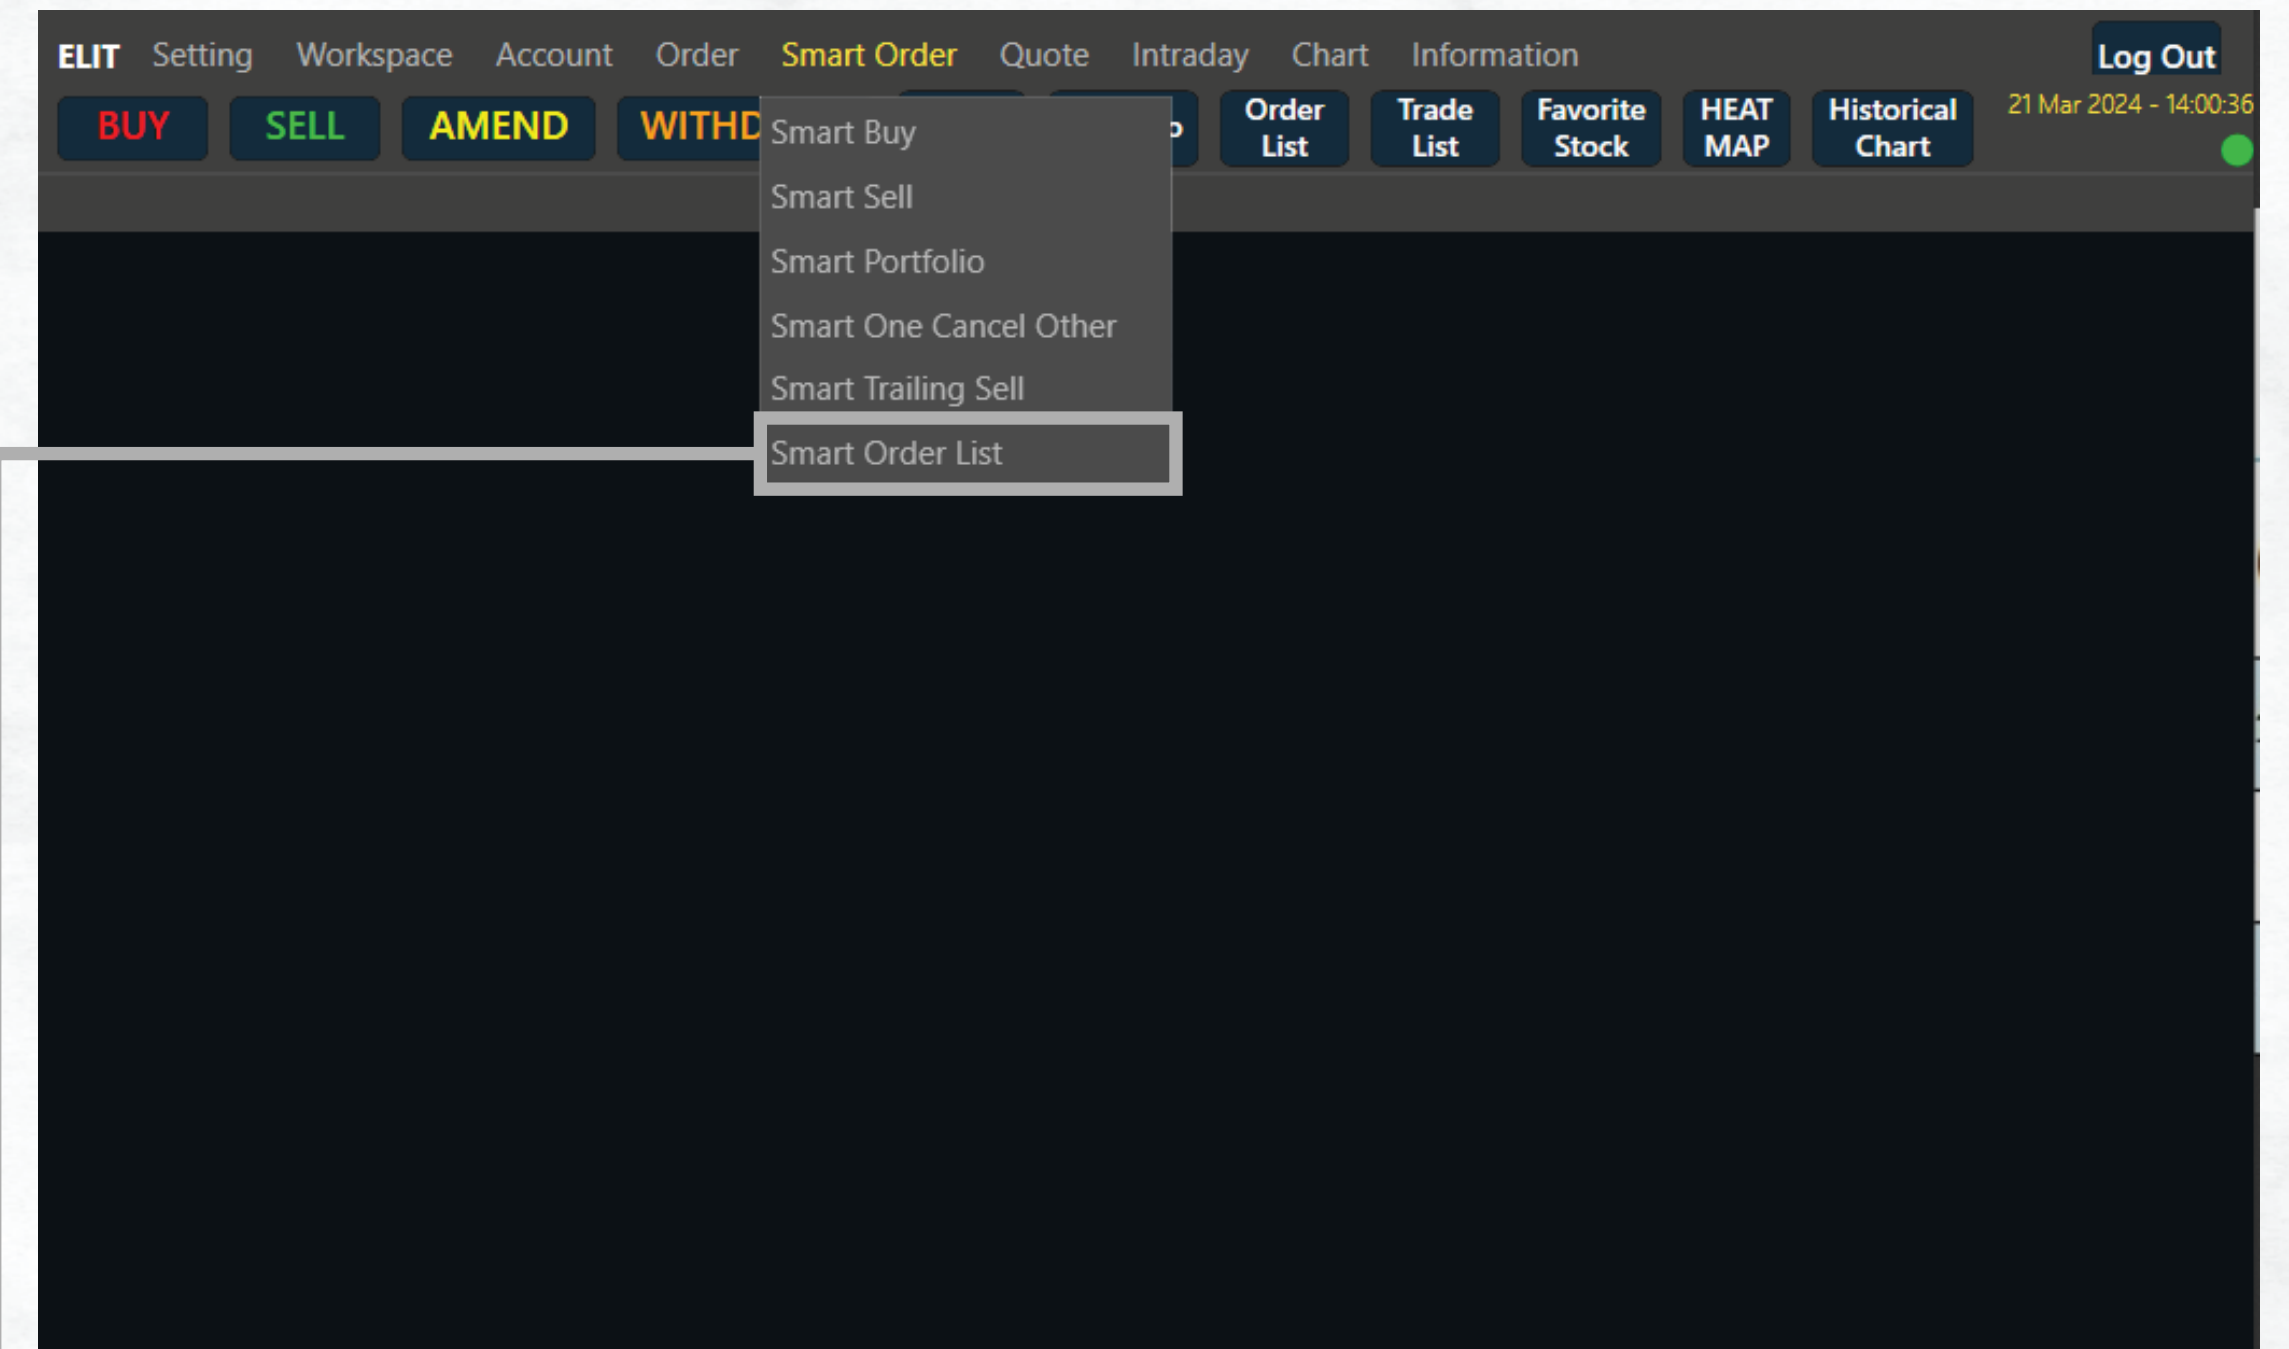 ELIT Setting Workspace Account Order Smart Order Quote Intraday Chart Information Log Out
BUY SELL AMEND Order List Trade List Favorite Stock HEAT MAP Historical Chart 21 Mar 2024 - 14:00:36
Smart Buy
Smart Sell
Smart Portfolio
Smart One Cancel Other
Smart Trailing Sell
Smart Order List